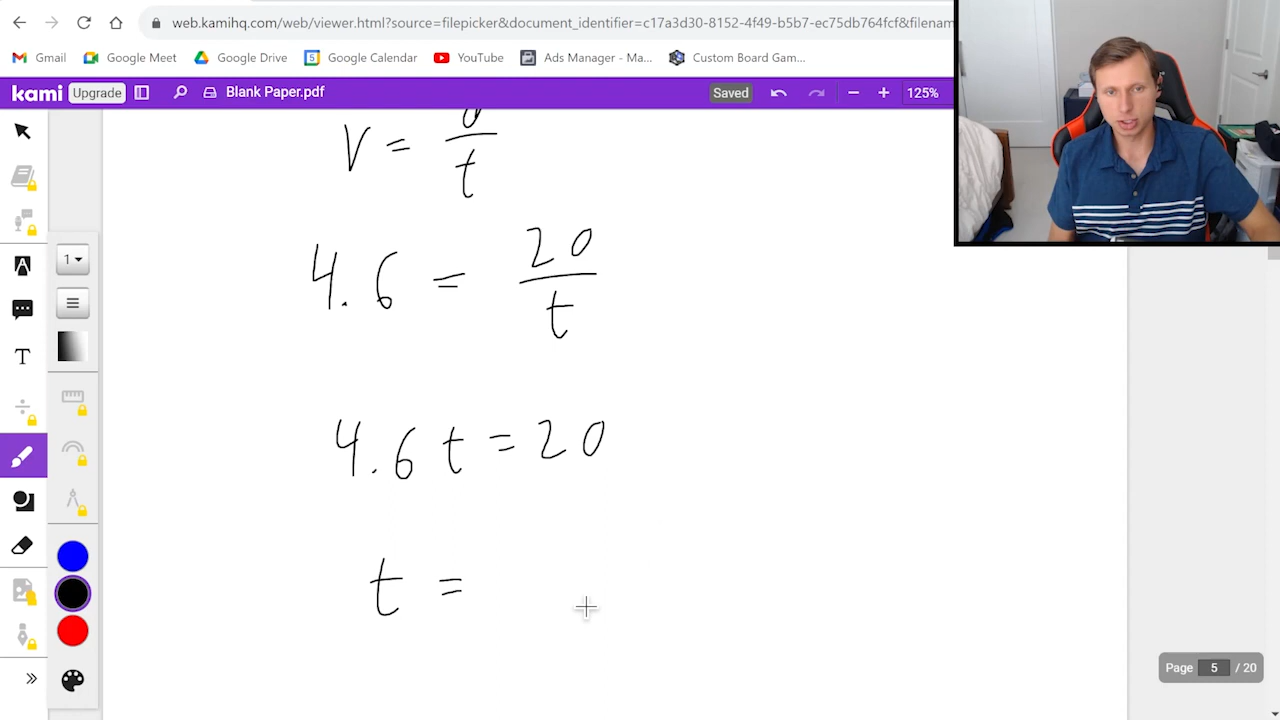 web.kamihq.com/web/viewer.html?source=filepicker&document_identifier=c17a3d30-8152-4f49-b5b7-ec75db764fcf&filenam
Gmail Google Meet Google Drive 5 Google Calendar YouTube Ads Manager - Ma... Custom Board Gam...
kami Upgrade Blank Paper.pdf Saved 125%
V = d/t
1
4.6 = 20/t
T
4.6 t = 20
t =
Page 5 / 20